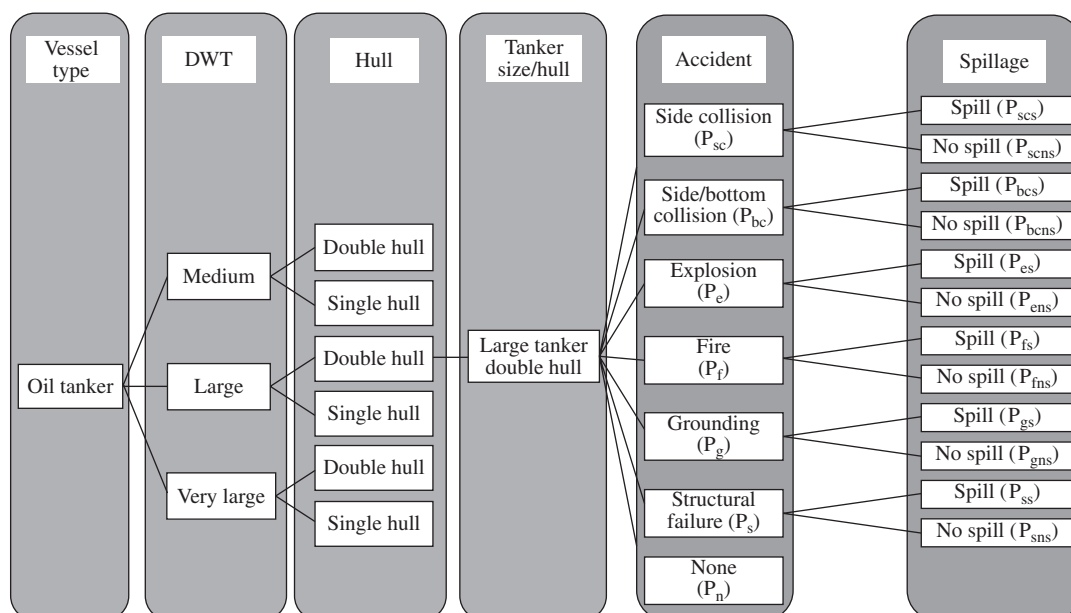 Vessel
type
DWT
Hull
Tanker
size/hull
Accident
Spillage
Oil tanker
Medium
Large
Very large
Double hull
Single hull
Double hull
Single hull
Double hull
Single hull
Large tanker
double hull
Side collision
(Psc)
Side/bottom
collision (Pbc)
Explosion
(Pe)
Fire
(Pf)
Grounding
(Pg)
Structural
failure (Ps)
None
(Pn)
Spill (Pscs)
No spill (Pscns)
Spill (Pbcs)
No spill (Pbcns)
Spill (Pes)
No spill (Pens)
Spill (Pfs)
No spill (Pfns)
Spill (Pgs)
No spill (Pgns)
Spill (Pss)
No spill (Psns)